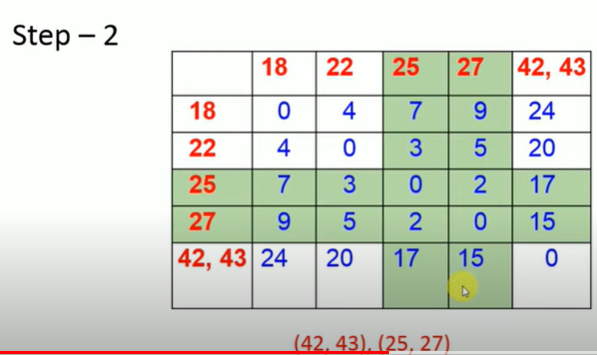 Step – 2
18 22 25 27 42, 43
18 0 4 7 9 24
22 4 0 3 5 20
25 7 3 0 2 17
27 9 5 2 0 15
42, 43 24 20 17 15 0
(42, 43), (25, 27)